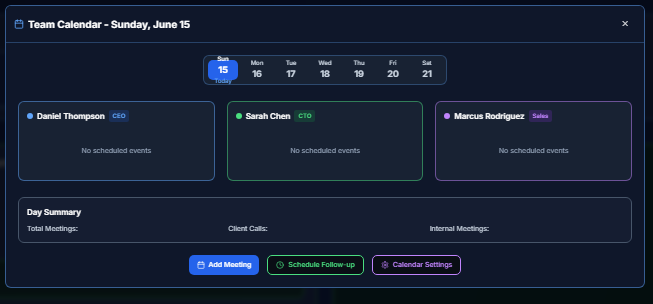 Team Calendar - Sunday, June 15
Sun Mon Tue Wed Thu Fri Sat
15 16 17 18 19 20 21
Today
Daniel Thompson CEO
No scheduled events
Sarah Chen CTO
No scheduled events
Marcus Rodriguez Sales
No scheduled events
Day Summary
Total Meetings: Client Calls: Internal Meetings:
Add Meeting Schedule Follow-up Calendar Settings